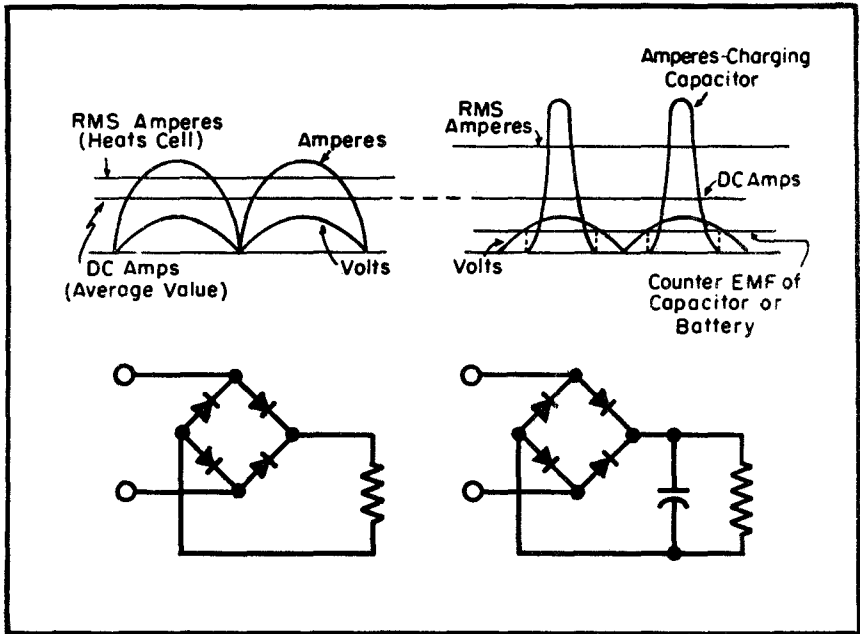 RMS Amperes
(Heats Cell)
Amperes
DC Amps
(Average Value)
Volts
Amperes-Charging
Capacitor
RMS
Amperes
DC Amps
Volts
Counter EMF of
Capacitor or
Battery